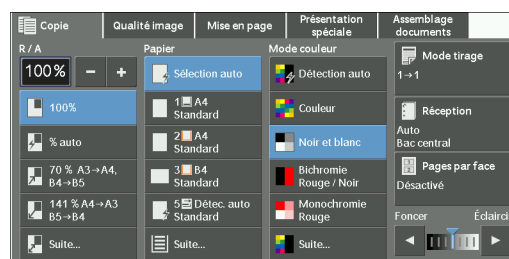 Copie
Qualité image
Mise en page
Présentation
spéciale
Assemblage
documents
R / A
100%
-
+
100%
% auto
70 % A3→A4,
B4→B5
141 % A4→A3
B5→B4
Suite...
Papier
Sélection auto
1 A4
Standard
2 A4
Standard
3 B4
Standard
5 Détec. auto
Standard
Suite...
Mode couleur
Détection auto
Couleur
Noir et blanc
Bichromie
Rouge / Noir
Monochromie
Rouge
Suite...
Mode tirage
1→1
Réception
Auto
Bac central
Pages par face
Désactivé
Foncer
Éclairci